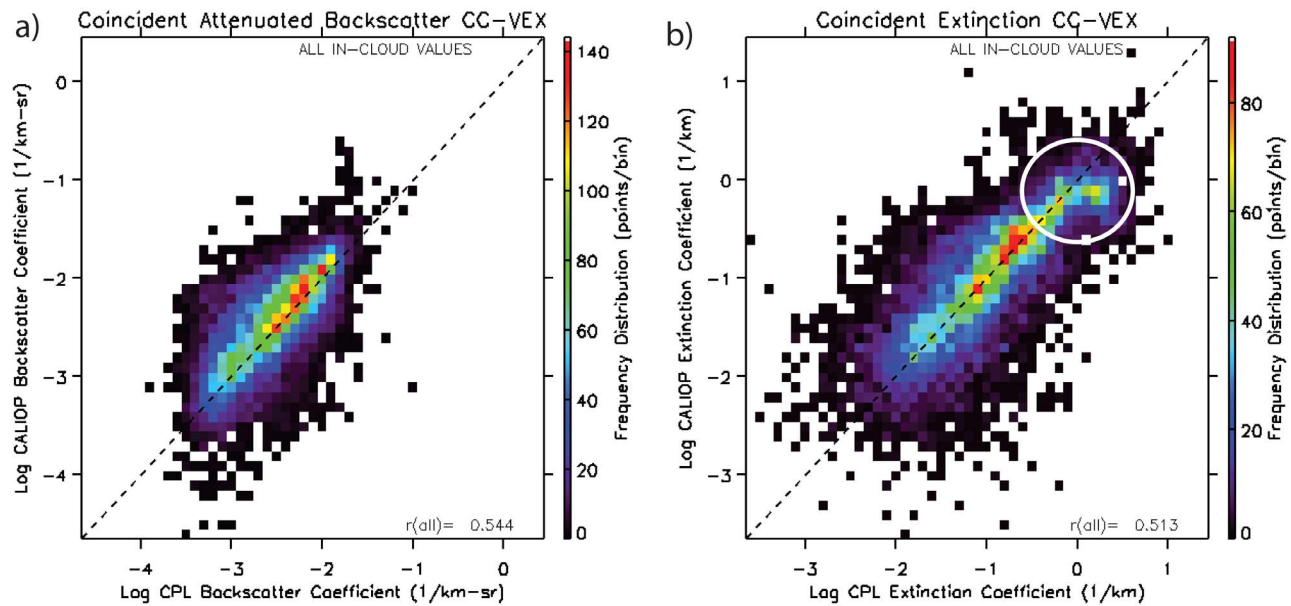 a)
Coincident Attenuated Backscatter CC-VEX
ALL IN-CLOUD VALUES
0
-1
-2
-3
-4
Log CALIOP Backscatter Coefficient (1/km-sr)
-4 -3 -2 -1 0
Log CPL Backscatter Coefficient (1/km-sr)
r(all)= 0.544
140
120
100
80
60
40
20
0
Frequency Distribution (points/bin)
b)
Coincident Extinction CC-VEX
ALL IN-CLOUD VALUES
1
0
-1
-2
-3
Log CALIOP Extinction Coefficient (1/km)
-3 -2 -1 0 1
Log CPL Extinction Coefficient (1/km)
r(all)= 0.513
80
60
40
20
0
Frequency Distribution (points/bin)